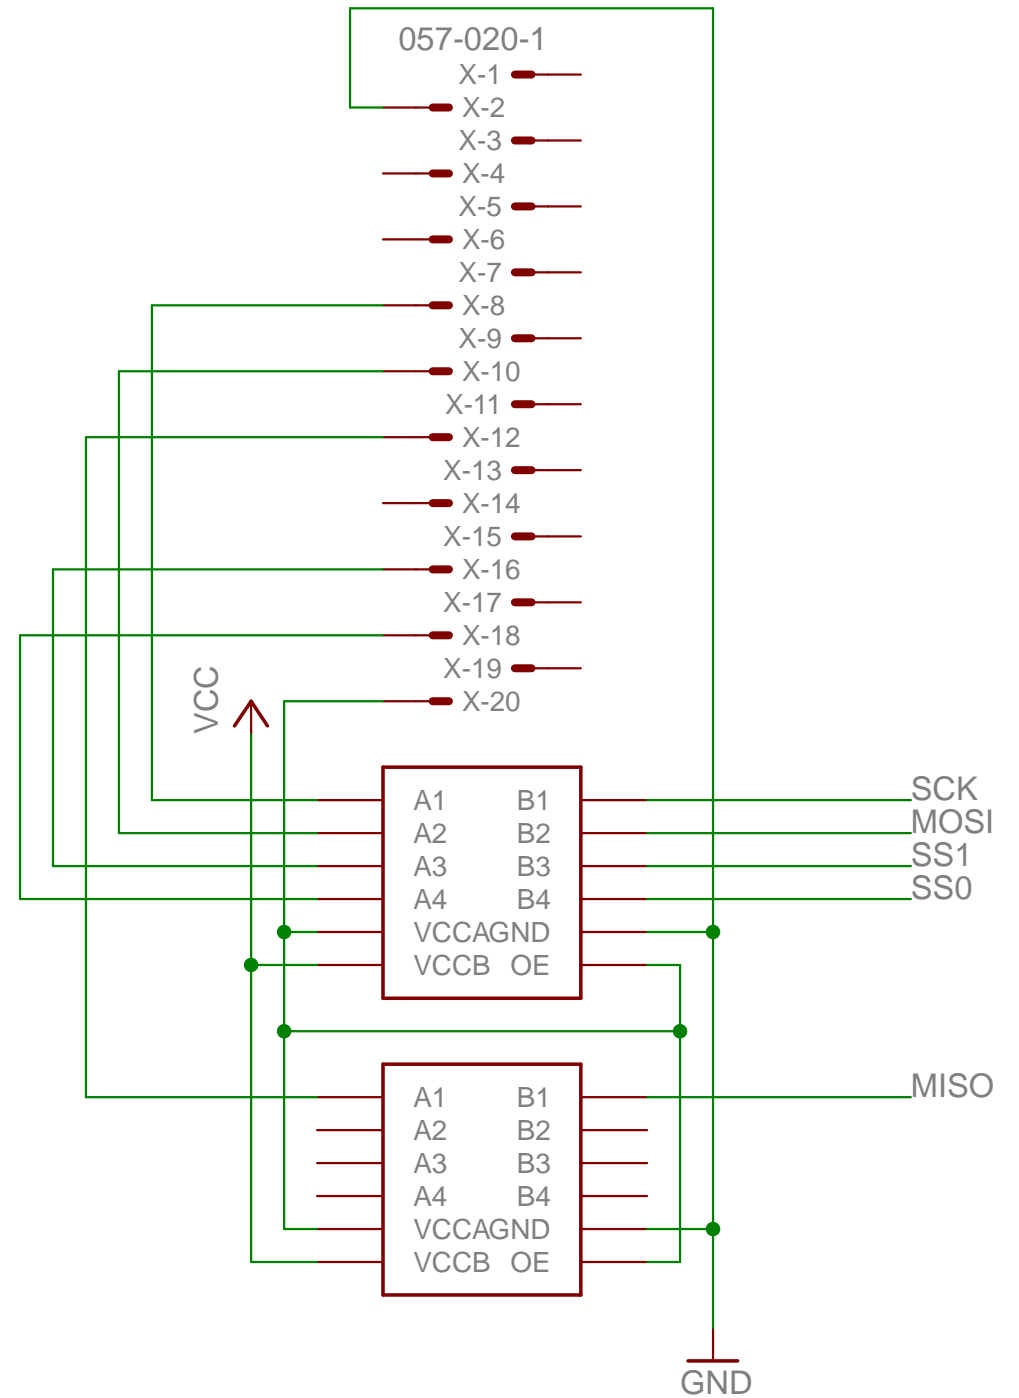 057-020-1
X-1
X-2
X-3
X-4
X-5
X-6
X-7
X-8
X-9
X-10
X-11
X-12
X-13
X-14
X-15
X-16
X-17
X-18
X-19
X-20
VCC
A1 B1 SCK
A2 B2 MOSI
A3 B3 SS1
A4 B4 SS0
VCCA GND
VCCB OE
A1 B1 MISO
A2 B2
A3 B3
A4 B4
VCCA GND
VCCB OE
GND